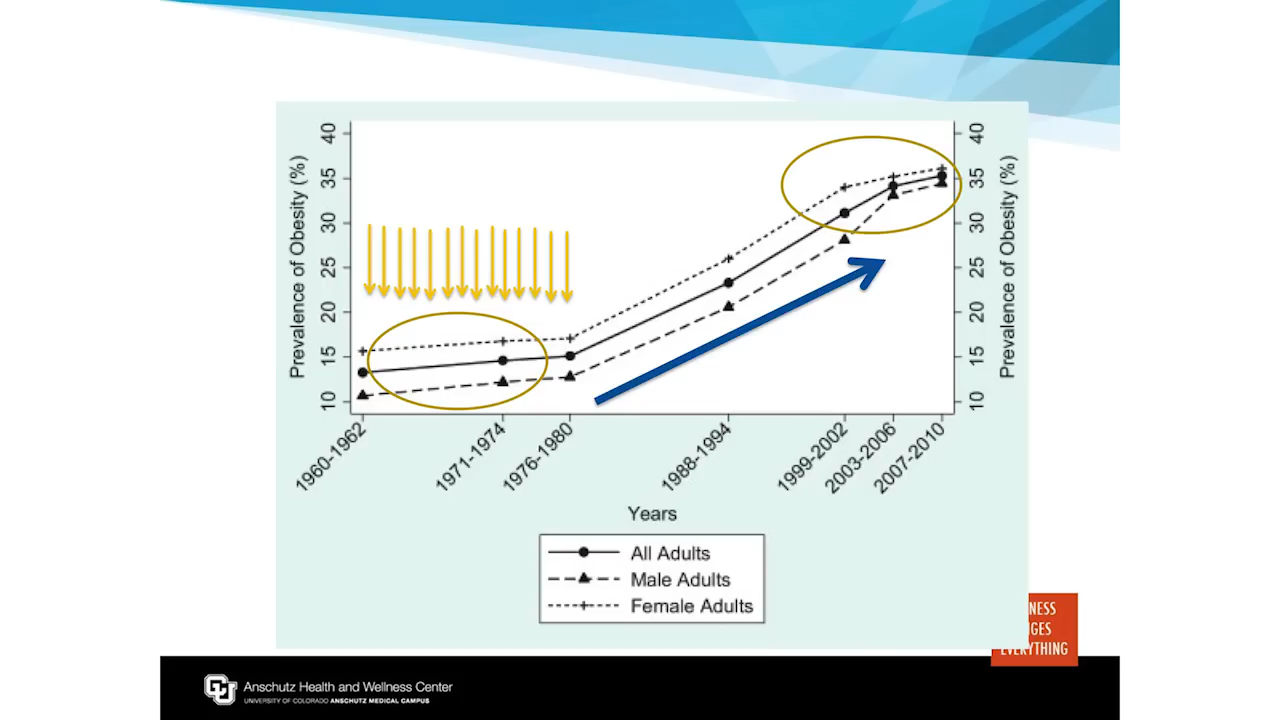 40
35
30
25
20
15
10
Prevalence of Obesity (%)
40
35
30
25
20
15
10
Prevalence of Obesity (%)
1960-1962
1971-1974
1976-1980
1988-1994
1999-2002
2003-2006
2007-2010
Years
All Adults
Male Adults
Female Adults
NESS
GES
EVERYTHING
CU
Anschutz Health and Wellness Center
UNIVERSITY OF COLORADO ANSCHUTZ MEDICAL CAMPUS